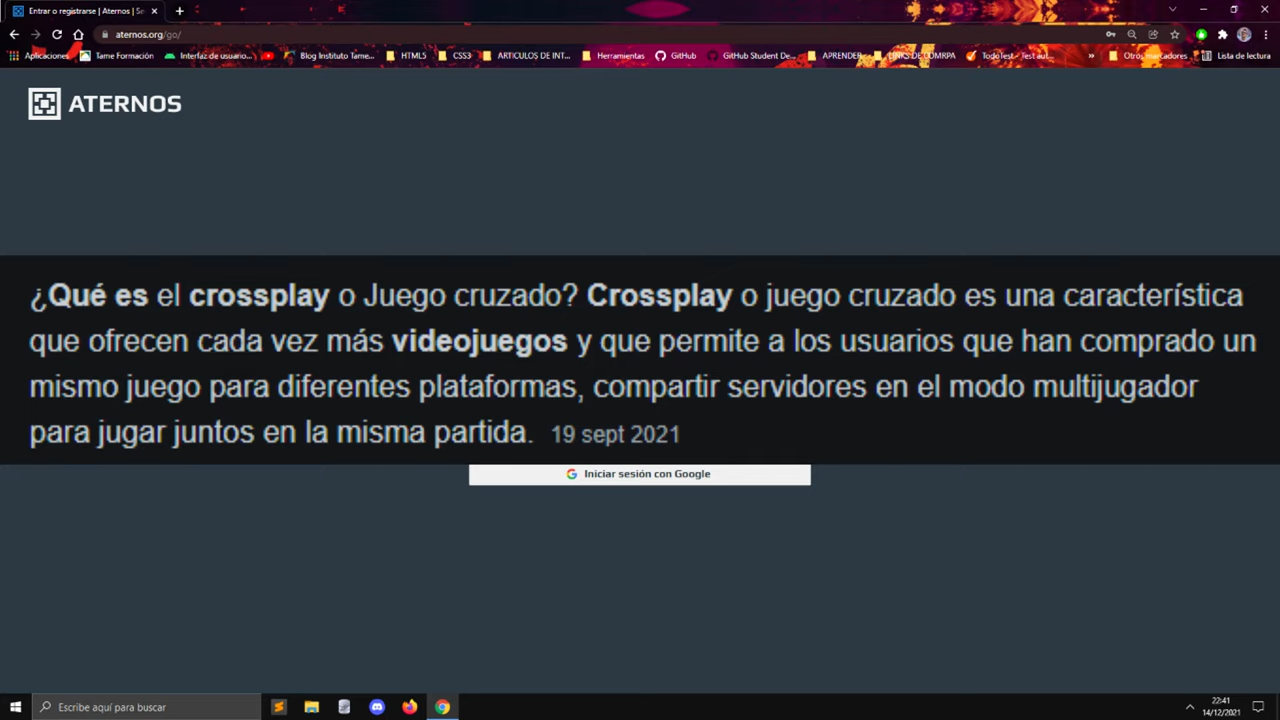 Entrar o registrarse | Aternos | Se
aternos.org/go/
Aplicaciones
Tame Formación
Interfaz de usuario...
Blog Instituto Tame...
HTML5
CSS3
ARTICULOS DE INT...
Herramientas
GitHub
GitHub Student De...
APRENDER
LINKS DE COMRPA
TodoTest - Test aut...
»
Otros marcadores
Lista de lectura
ATERNOS
¿Qué es el crossplay o Juego cruzado? Crossplay o juego cruzado es una característica
que ofrecen cada vez más videojuegos y que permite a los usuarios que han comprado un
mismo juego para diferentes plataformas, compartir servidores en el modo multijugador
para jugar juntos en la misma partida. 19 sept 2021
Iniciar sesión con Google
Escribe aquí para buscar
22:41
14/12/2021